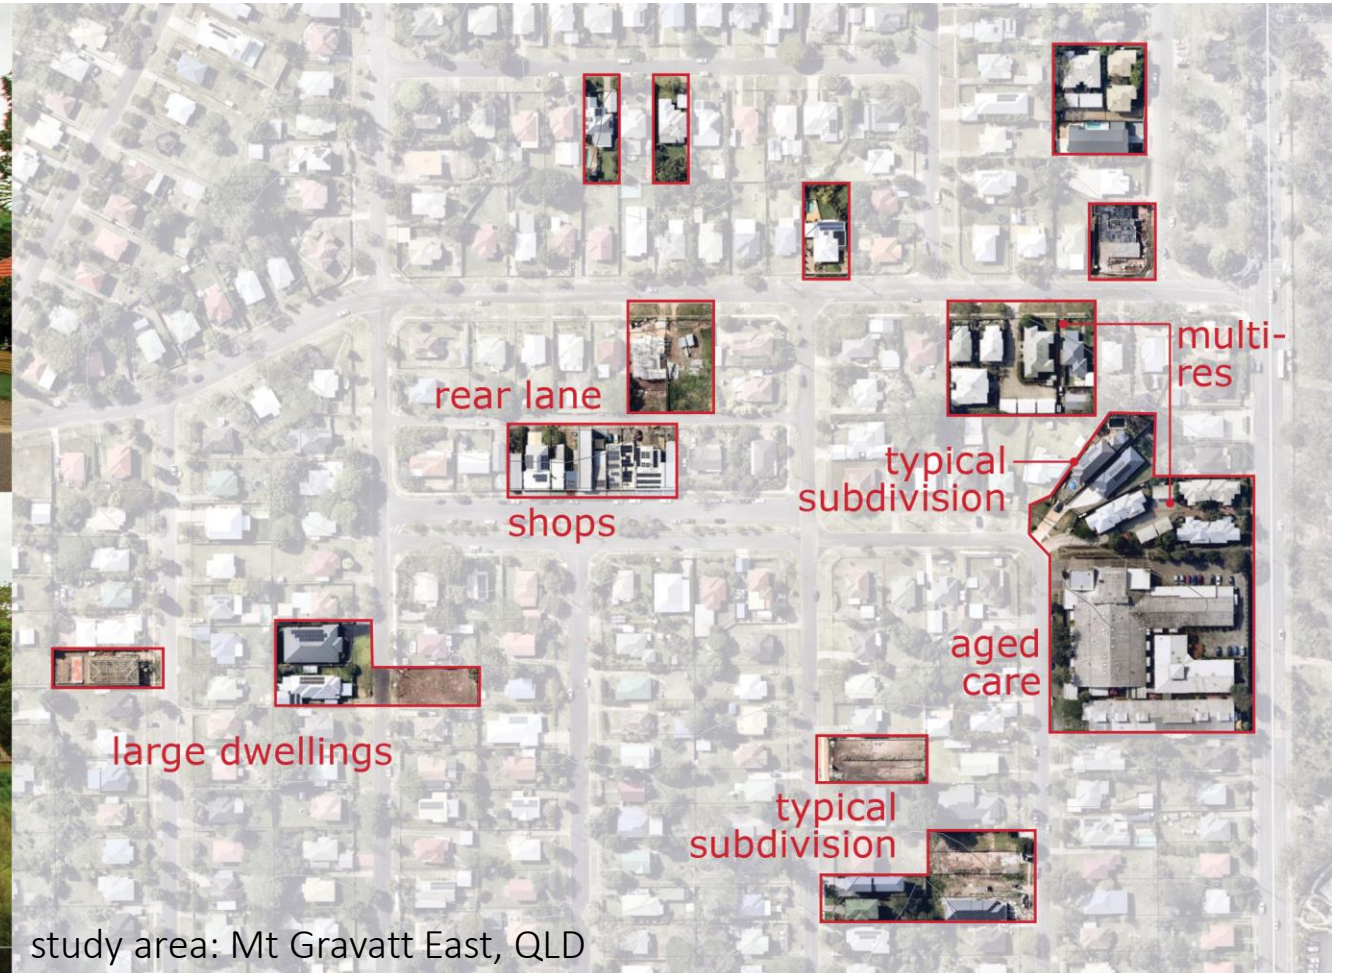 multi-
res
rear lane
typical
subdivision
shops
aged
care
large dwellings
typical
subdivision
study area: Mt Gravatt East, QLD